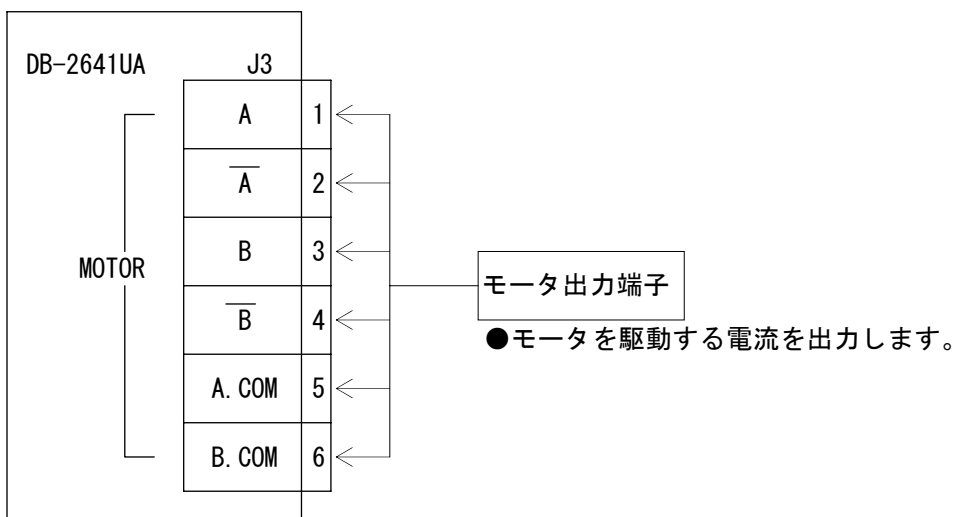 DB-2641UA J3
A 1
A̅ 2
B 3
MOTOR
B̅ 4
A.COM 5
B.COM 6
モータ出力端子
●モータを駆動する電流を出力します。